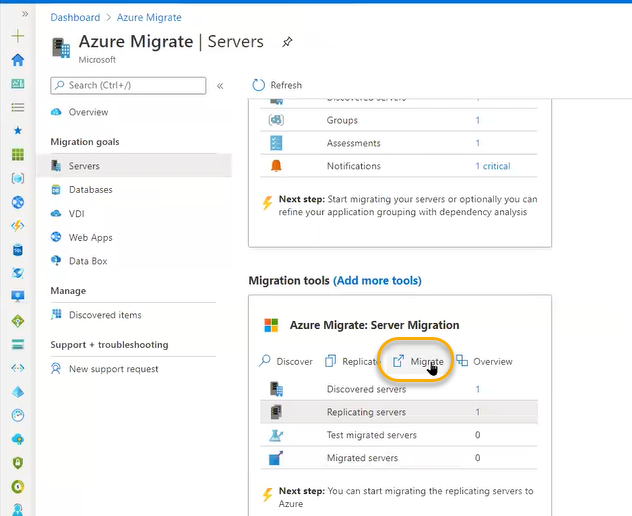 »
Dashboard > Azure Migrate
Azure Migrate | Servers
Microsoft
Search (Ctrl+/)
«
Refresh
Overview
Migration goals
Servers
Databases
VDI
Web Apps
Data Box
Manage
Discovered items
Support + troubleshooting
New support request
Discovered servers 1
Groups 1
Assessments 1
Notifications 1 critical
Next step: Start migrating your servers or optionally you can
refine your application grouping with dependency analysis
Migration tools (Add more tools)
Azure Migrate: Server Migration
Discover Replicate Migrate Overview
Discovered servers 1
Replicating servers 1
Test migrated servers 0
Migrated servers 0
Next step: You can start migrating the replicating servers to
Azure